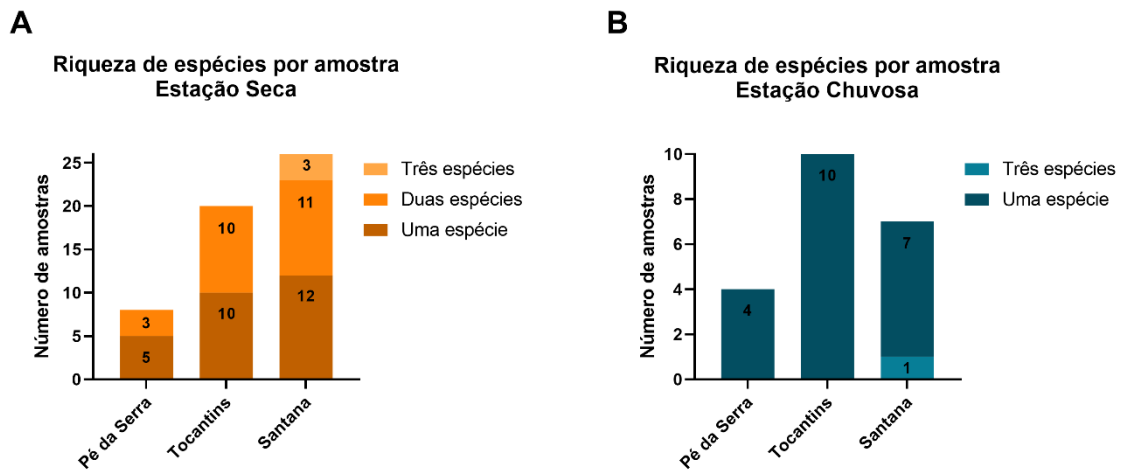 A
Riqueza de espécies por amostra
Estação Seca
Número de amostras
25
20
15
10
5
0
3
5
10
10
3
11
12
Pé da Serra
Tocantins
Santana
Três espécies
Duas espécies
Uma espécie
B
Riqueza de espécies por amostra
Estação Chuvosa
Número de amostras
10
8
6
4
2
0
4
10
7
1
Pé da Serra
Tocantins
Santana
Três espécies
Uma espécie